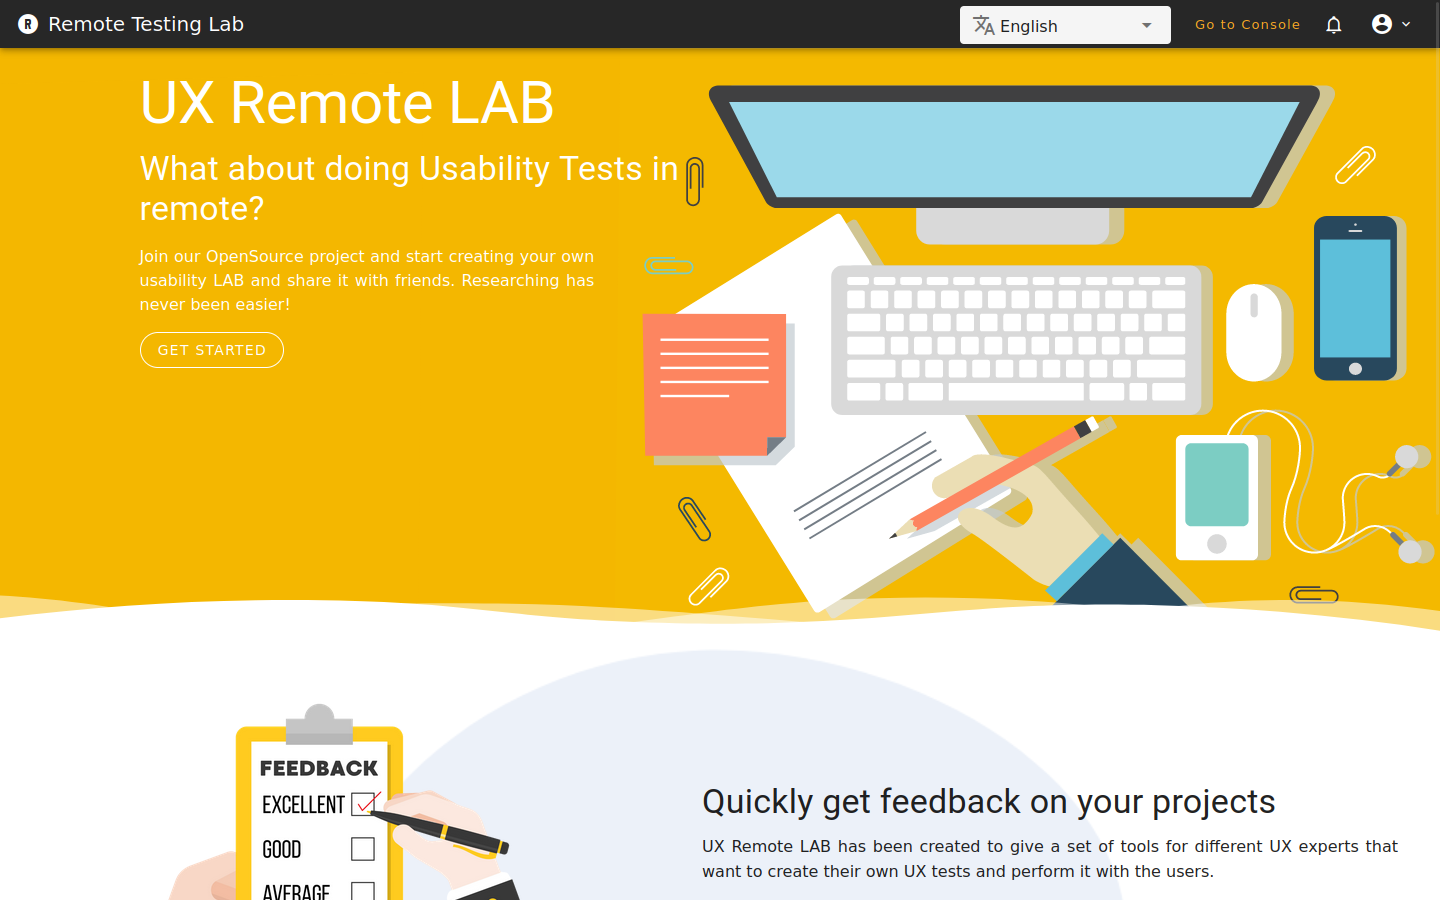 R Remote Testing Lab
English
Go to Console
UX Remote LAB
What about doing Usability Tests in
remote?
Join our OpenSource project and start creating your own
usability LAB and share it with friends. Researching has
never been easier!
GET STARTED
FEEDBACK
EXCELLENT
GOOD
AVERAGE
Quickly get feedback on your projects
UX Remote LAB has been created to give a set of tools for different UX experts that
want to create their own UX tests and perform it with the users.